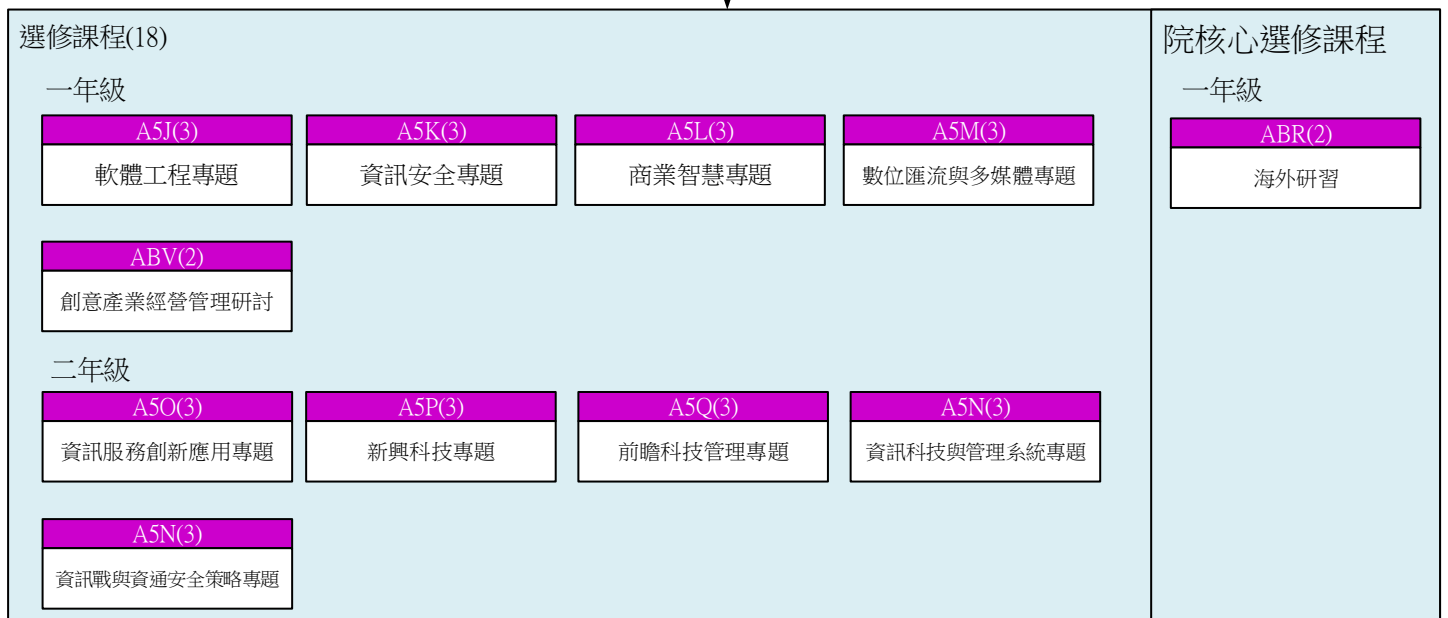 選修課程(18)
一年級
A5J(3)
軟體工程專題
A5K(3)
資訊安全專題
A5L(3)
商業智慧專題
A5M(3)
數位匯流與多媒體專題
ABV(2)
創意產業經營管理研討
二年級
A5O(3)
資訊服務創新應用專題
A5P(3)
新興科技專題
A5Q(3)
前瞻科技管理專題
A5N(3)
資訊科技與管理系統專題
A5N(3)
資訊戰與資通安全策略專題
院核心選修課程
一年級
ABR(2)
海外研習